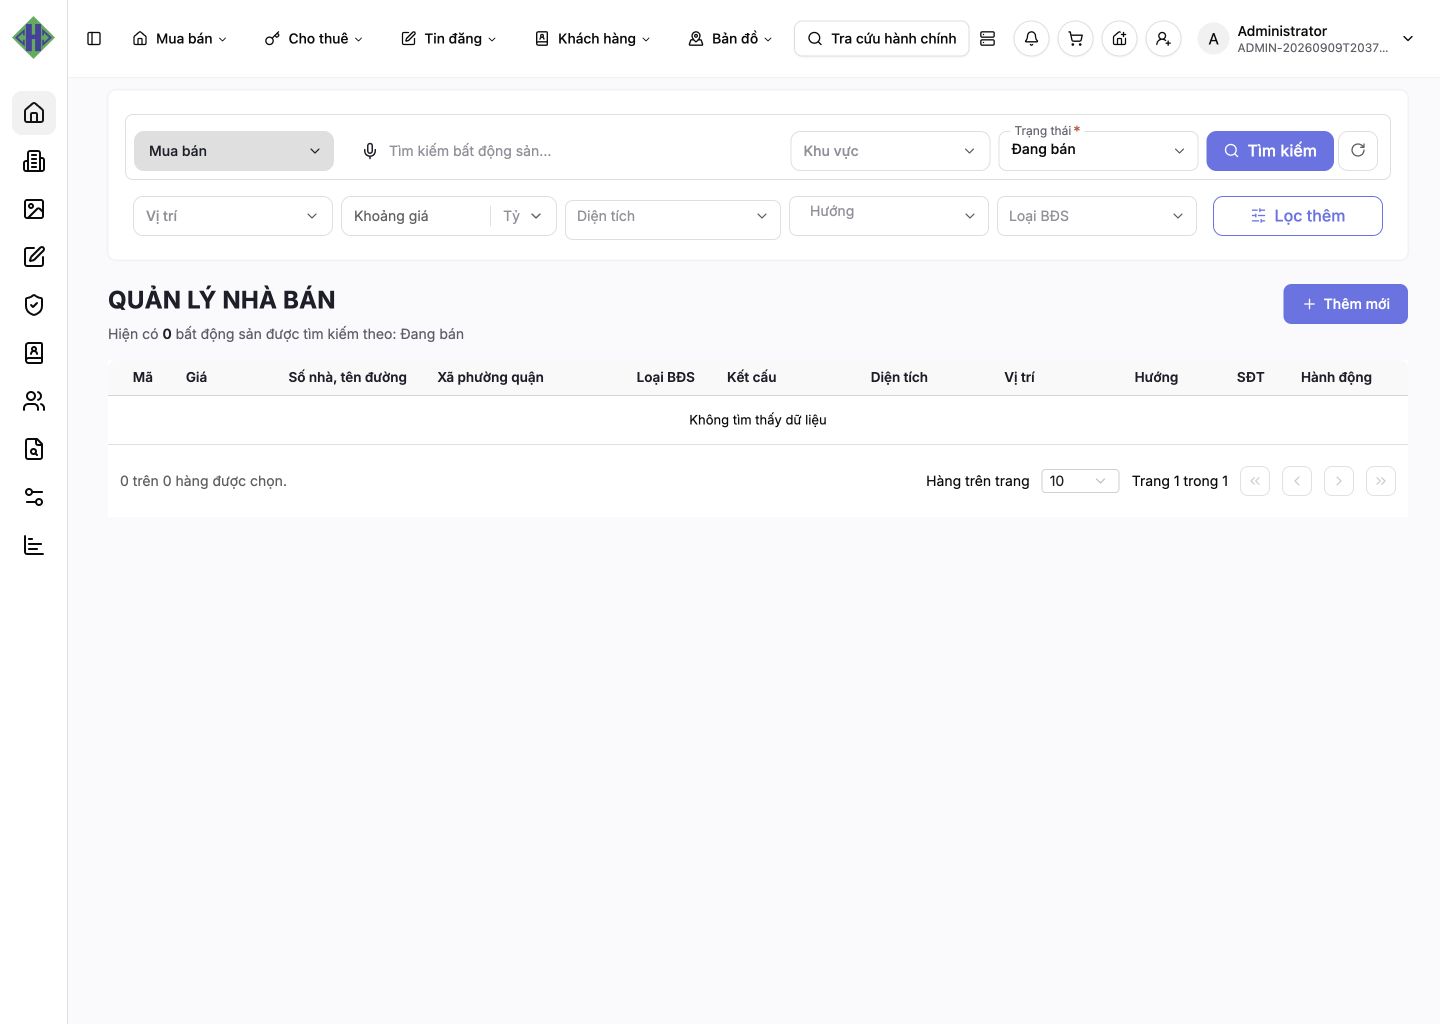 Mua bán
Cho thuê
Tin đăng
Khách hàng
Bản đồ
Tra cứu hành chính
A
Administrator
ADMIN-20260909T2037...
Mua bán
Tìm kiếm bất động sản...
Khu vực
Trạng thái *
Đang bán
Tìm kiếm
Vị trí
Khoảng giá
Tỷ
Diện tích
Hướng
Loại BĐS
Lọc thêm
QUẢN LÝ NHÀ BÁN
Thêm mới
Hiện có 0 bất động sản được tìm kiếm theo: Đang bán
Mã Giá Số nhà, tên đường Xã phường quận Loại BĐS Kết cấu Diện tích Vị trí Hướng SĐT Hành động
Không tìm thấy dữ liệu
0 trên 0 hàng được chọn.
Hàng trên trang 10 Trang 1 trong 1